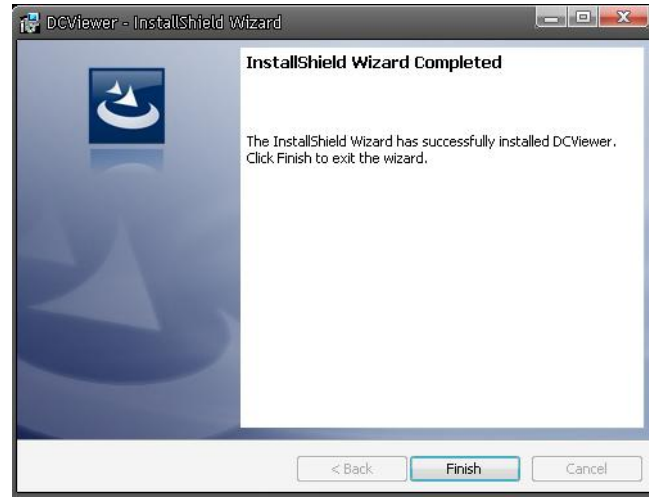 DCViewer - InstallShield Wizard
InstallShield Wizard Completed
The InstallShield Wizard has successfully installed DCViewer.
Click Finish to exit the wizard.
< Back
Finish
Cancel